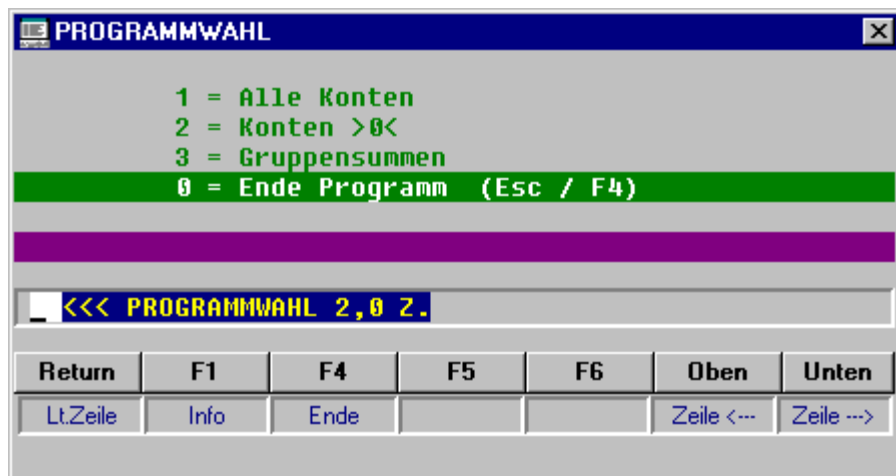 PROGRAMMWAHL
1 = Alle Konten
2 = Konten >0<
3 = Gruppensummen
0 = Ende Programm (Esc / F4)
_ <<< PROGRAMMWAHL 2,0 Z.
Return F1 F4 F5 F6 Oben Unten
Lt.Zeile Info Ende Zeile <--- Zeile --->